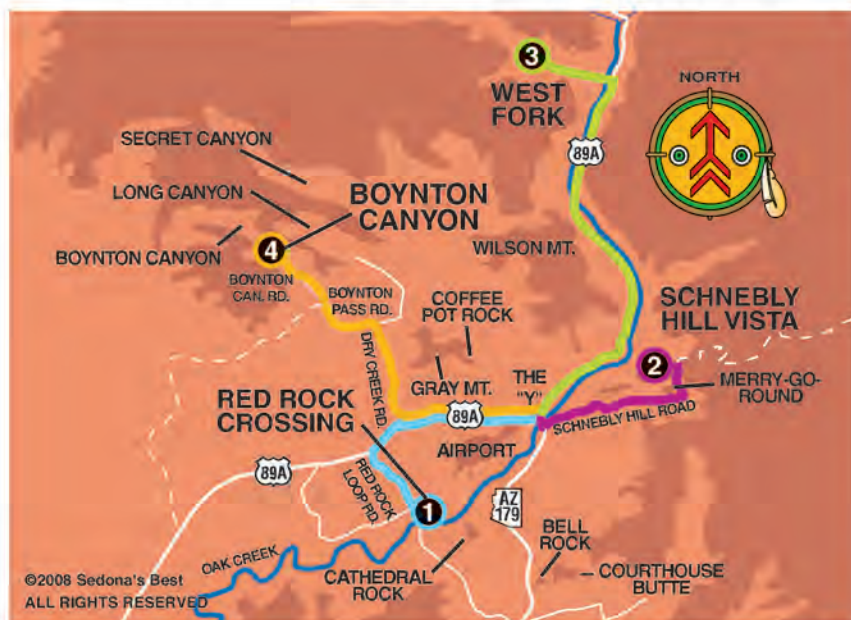 3
WEST
FORK
NORTH
89A
SECRET CANYON
LONG CANYON
BOYNTON
CANYON
4
BOYNTON CANYON
BOYNTON
CAN. RD.
BOYNTON
PASS RD.
WILSON MT.
COFFEE
POT ROCK
SCHNEBLY
HILL VISTA
2
MERRY-GO-
ROUND
DRY CREEK RD.
GRAY MT.
THE
"Y"
SCHNEBLY HILL ROAD
RED ROCK
CROSSING
89A
AIRPORT
89A
RED ROCK
LOOP RD.
1
AZ
179
BELL
ROCK
COURTHOUSE
BUTTE
OAK CREEK
CATHEDRAL
ROCK
©2008 Sedona's Best
ALL RIGHTS RESERVED